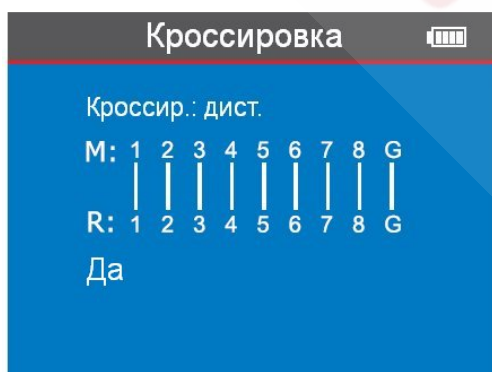 Кроссировка
Кроссир.: дист.
M: 1 2 3 4 5 6 7 8 G
R: 1 2 3 4 5 6 7 8 G
Да